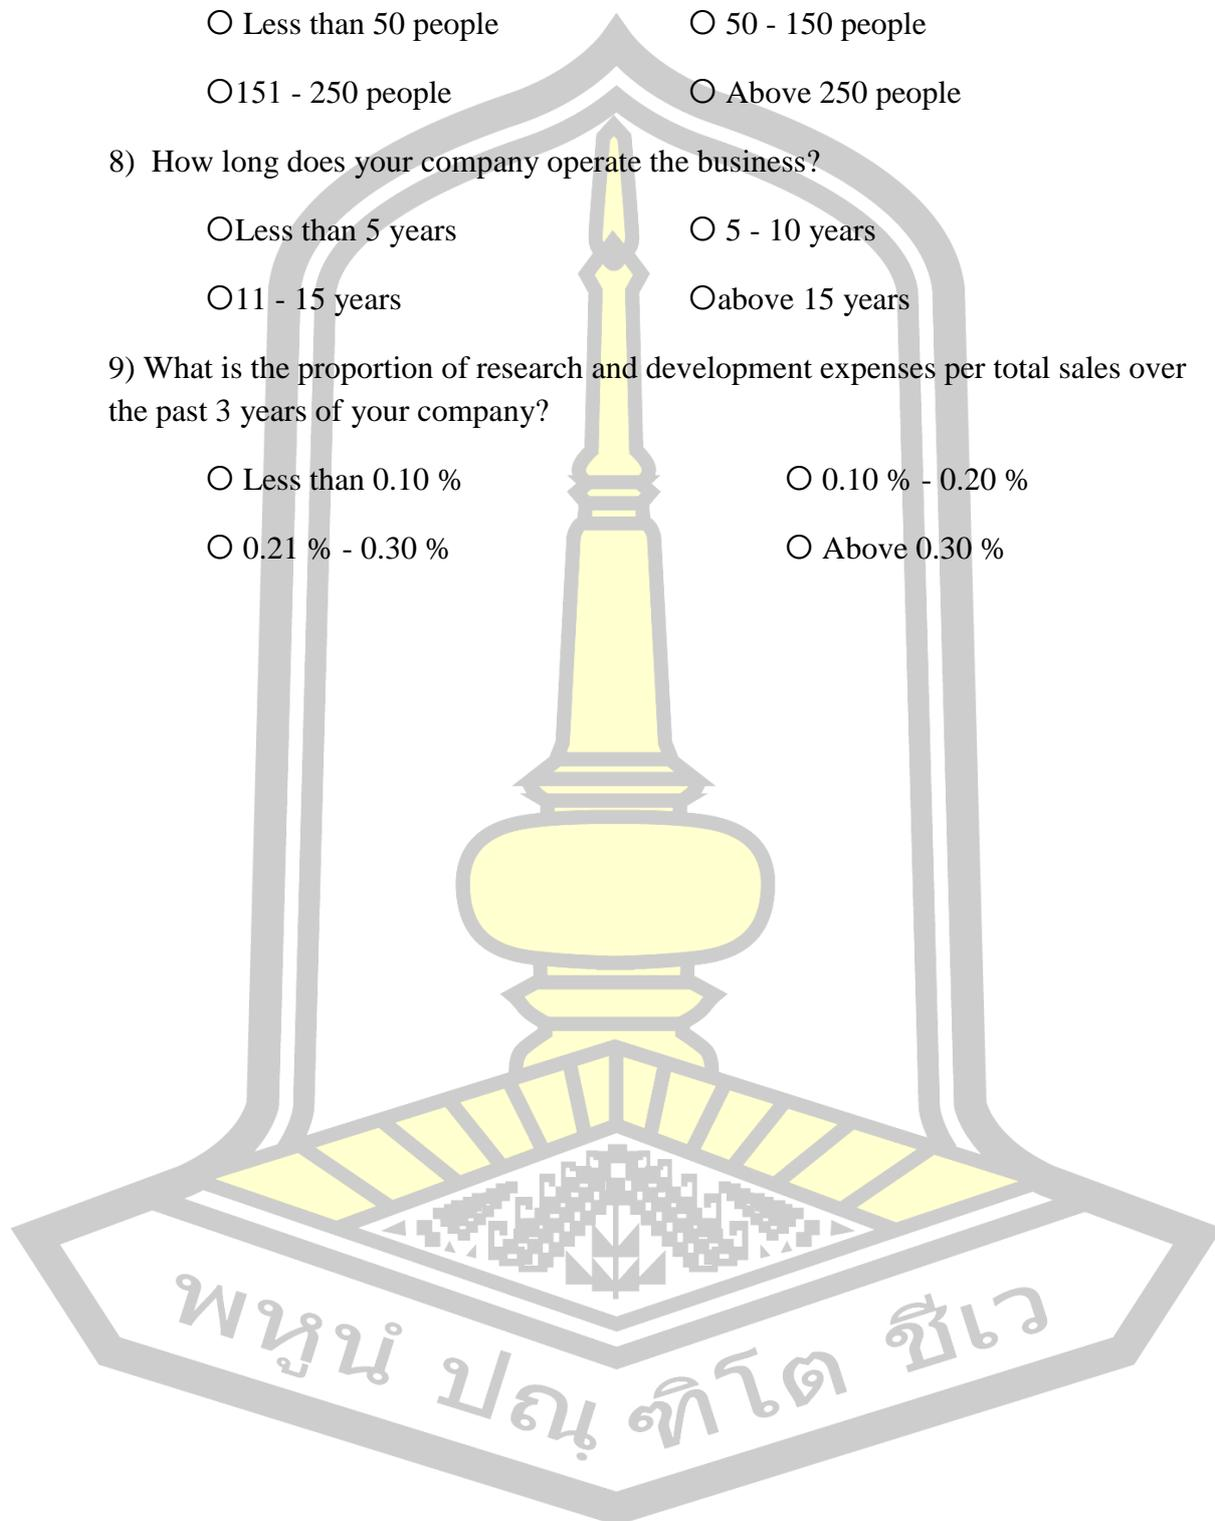 ○ Less than 50 people ○ 50 - 150 people
○151 - 250 people ○ Above 250 people
8) How long does your company operate the business?
○Less than 5 years ○ 5 - 10 years
○11 - 15 years ○above 15 years
9) What is the proportion of research and development expenses per total sales over
the past 3 years of your company?
○ Less than 0.10 % ○ 0.10 % - 0.20 %
○ 0.21 % - 0.30 % ○ Above 0.30 %
พหูนํ ปณฺ ฑิโต ชีเว